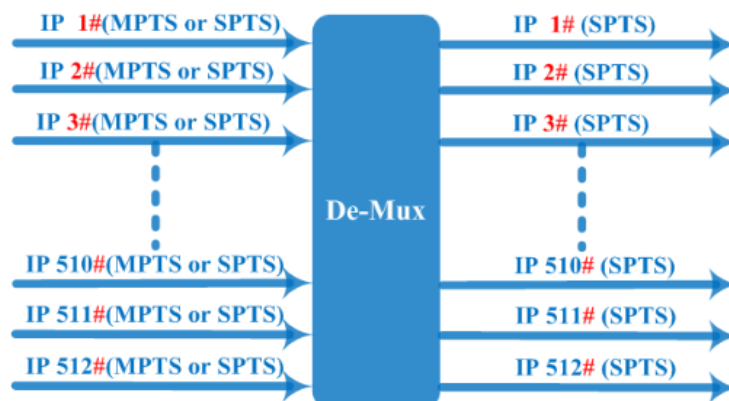 IP 1#(MPTS or SPTS)
IP 2#(MPTS or SPTS)
IP 3#(MPTS or SPTS)
IP 510#(MPTS or SPTS)
IP 511#(MPTS or SPTS)
IP 512#(MPTS or SPTS)
De-Mux
IP 1# (SPTS)
IP 2# (SPTS)
IP 3# (SPTS)
IP 510# (SPTS)
IP 511# (SPTS)
IP 512# (SPTS)